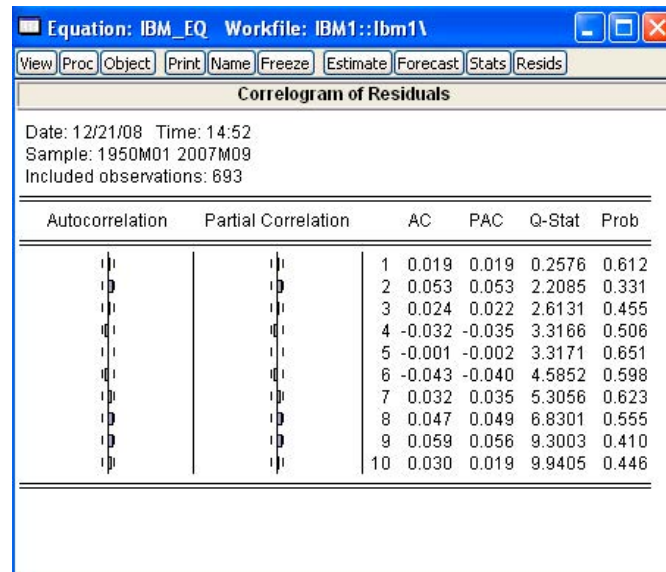 Equation: IBM_EQ Workfile: IBM1::Ibm1\
View Proc Object Print Name Freeze Estimate Forecast Stats Resids
Correlogram of Residuals
Date: 12/21/08 Time: 14:52
Sample: 1950M01 2007M09
Included observations: 693
Autocorrelation Partial Correlation AC PAC Q-Stat Prob
1 0.019 0.019 0.2576 0.612
2 0.053 0.053 2.2085 0.331
3 0.024 0.022 2.6131 0.455
4 -0.032 -0.035 3.3166 0.506
5 -0.001 -0.002 3.3171 0.651
6 -0.043 -0.040 4.5852 0.598
7 0.032 0.035 5.3056 0.623
8 0.047 0.049 6.8301 0.555
9 0.059 0.056 9.3003 0.410
10 0.030 0.019 9.9405 0.446